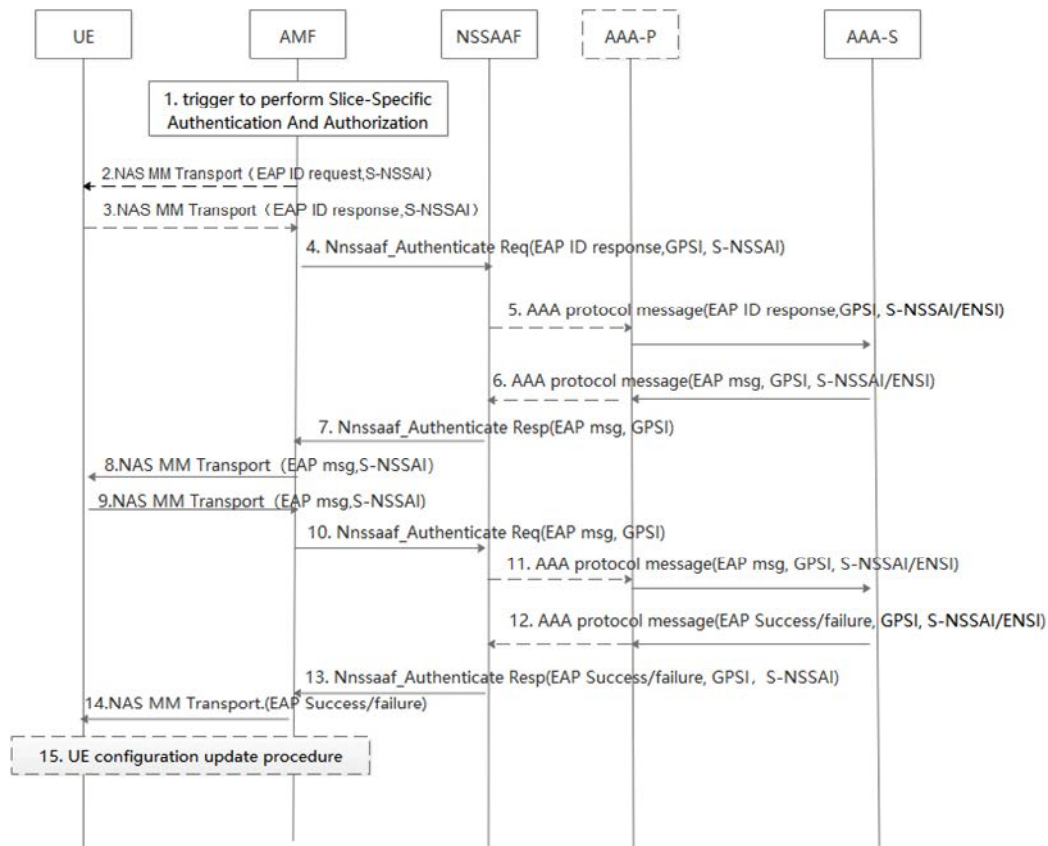 UE
AMF
NSSAAF
AAA-P
AAA-S
1. trigger to perform Slice-Specific
Authentication And Authorization
2.NAS MM Transport（EAP ID request,S-NSSAI）
3.NAS MM Transport（EAP ID response,S-NSSAI）
4. Nnssaaf_Authenticate Req(EAP ID response,GPSI, S-NSSAI)
5. AAA protocol message(EAP ID response,GPSI, S-NSSAI/ENSI)
6. AAA protocol message(EAP msg, GPSI, S-NSSAI/ENSI)
7. Nnssaaf_Authenticate Resp(EAP msg, GPSI)
8.NAS MM Transport（EAP msg,S-NSSAI）
9.NAS MM Transport（EAP msg,S-NSSAI）
10. Nnssaaf_Authenticate Req(EAP msg, GPSI)
11. AAA protocol message(EAP msg, GPSI, S-NSSAI/ENSI)
12. AAA protocol message(EAP Success/failure, GPSI, S-NSSAI/ENSI)
13. Nnssaaf_Authenticate Resp(EAP Success/failure, GPSI，S-NSSAI)
14.NAS MM Transport.(EAP Success/failure)
15. UE configuration update procedure